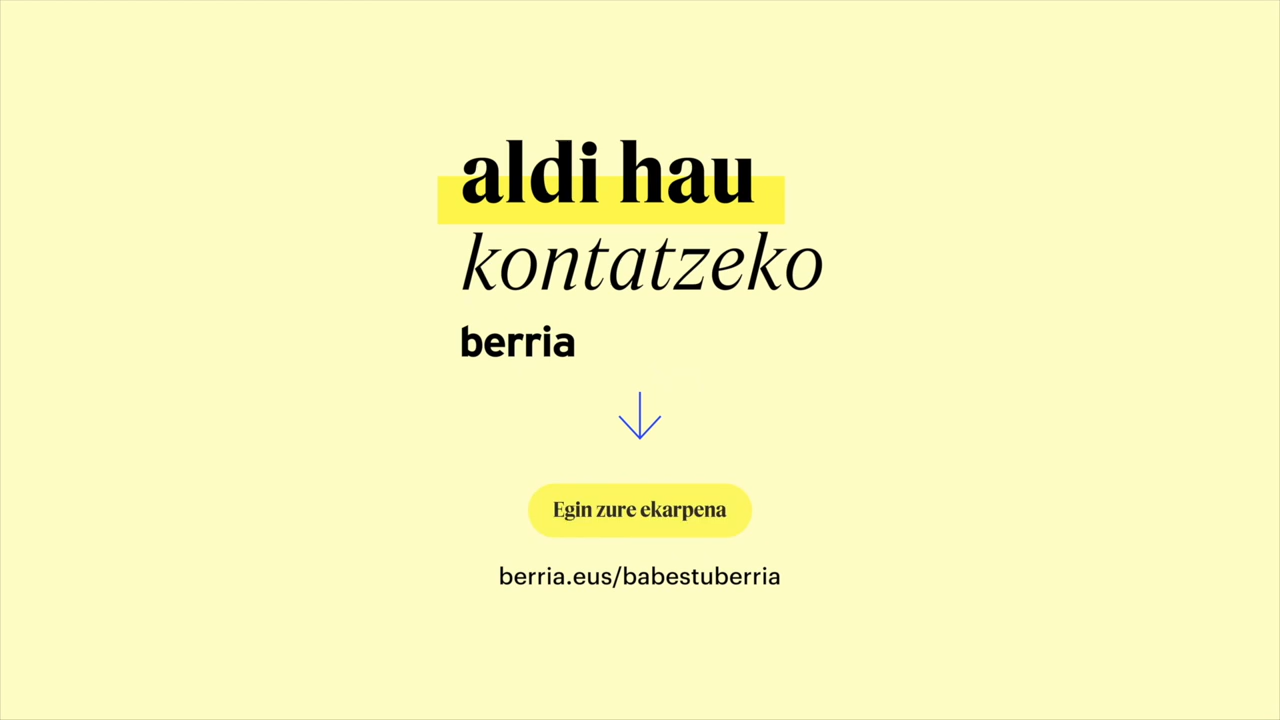 aldi hau
kontatzeko
berria
Egin zure ekarpena
berria.eus/babestuberria